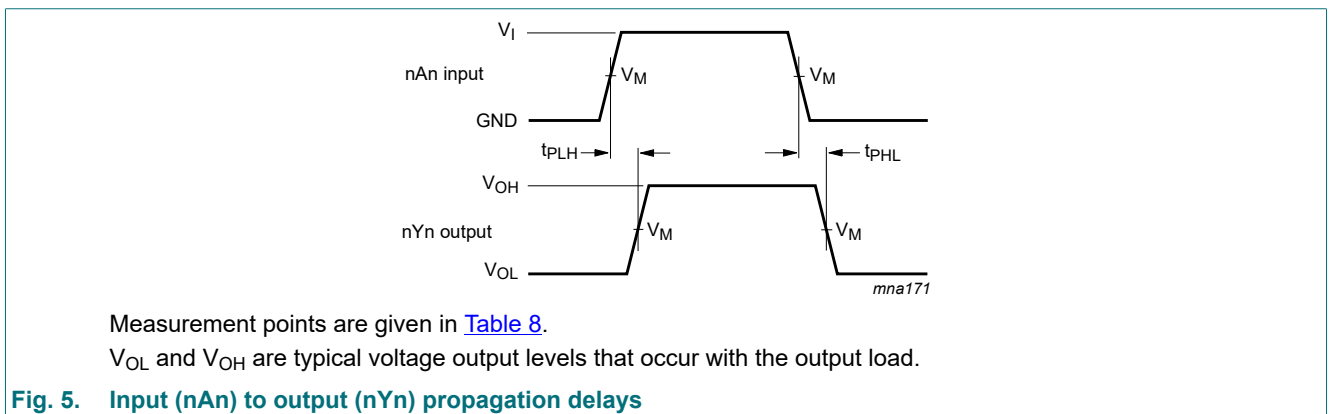 VI
nAn input
VM
VM
GND
tPLH
tPHL
VOH
nYn output
VM
VM
VOL
mna171
Measurement points are given in Table 8.
VOL and VOH are typical voltage output levels that occur with the output load.
Fig. 5. Input (nAn) to output (nYn) propagation delays